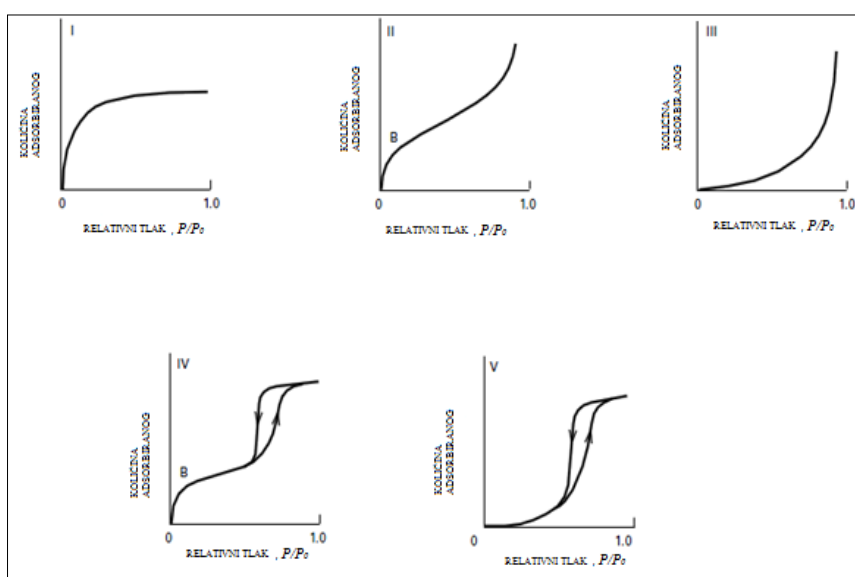 I
KOLIČINA
ADSORBIRANOG
0
1.0
RELATIVNI TLAK , P/P₀
II
KOLIČINA
ADSORBIRANOG
B
0
1.0
RELATIVNI TLAK , P/P₀
III
KOLIČINA
ADSORBIRANOG
0
1.0
RELATIVNI TLAK , P/P₀
IV
KOLIČINA
ADSORBIRANOG
B
0
1.0
RELATIVNI TLAK , P/P₀
V
KOLIČINA
ADSORBIRANOG
0
1.0
RELATIVNI TLAK , P/P₀